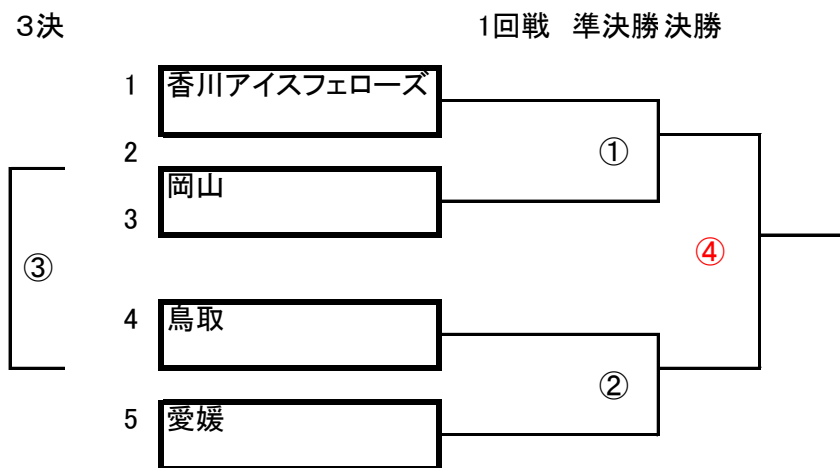 3決 1回戦 準決勝 決勝
1 香川アイスフェローズ
2 ①
岡山
3
③ ④
4 鳥取
②
5 愛媛